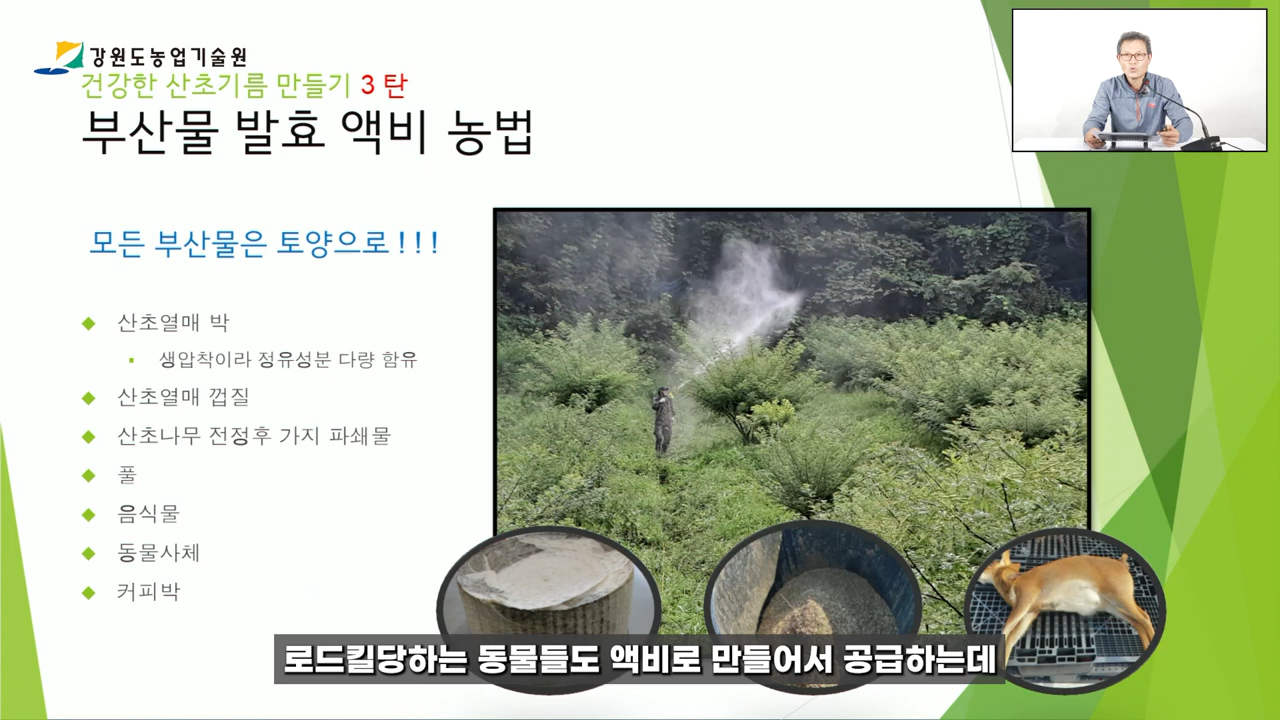 강원도농업기술원
건강한 산초기름 만들기 3 탄
부산물 발효 액비 농법
모든 부산물은 토양으로 ! ! !
산초열매 박
생압착이라 정유성분 다량 함유
산초열매 껍질
산초나무 전정후 가지 파쇄물
풀
음식물
동물사체
커피박
로드킬당하는 동물들도 액비로 만들어서 공급하는데